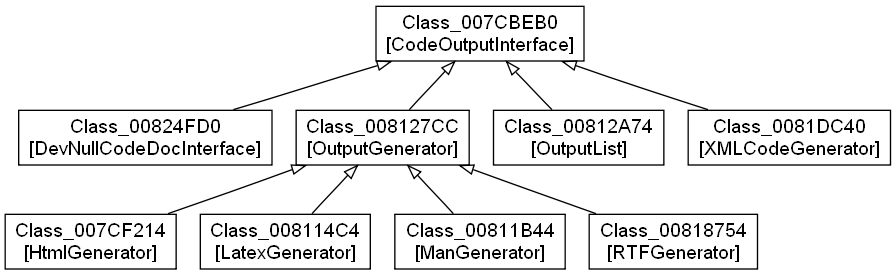 Class_007CBEB0
[CodeOutputInterface]
Class_00824FD0
[DevNullCodeDocInterface]
Class_008127CC
[OutputGenerator]
Class_00812A74
[OutputList]
Class_0081DC40
[XMLCodeGenerator]
Class_007CF214
[HtmlGenerator]
Class_008114C4
[LatexGenerator]
Class_00811B44
[ManGenerator]
Class_00818754
[RTFGenerator]